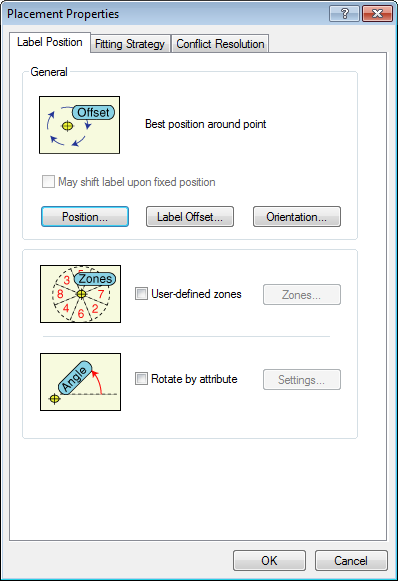 Placement Properties
Label Position Fitting Strategy Conflict Resolution
General
Offset
Best position around point
May shift label upon fixed position
Position... Label Offset... Orientation...
Zones
3
8 7
4 6 2
User-defined zones Zones...
Angle
Rotate by attribute Settings...
OK Cancel